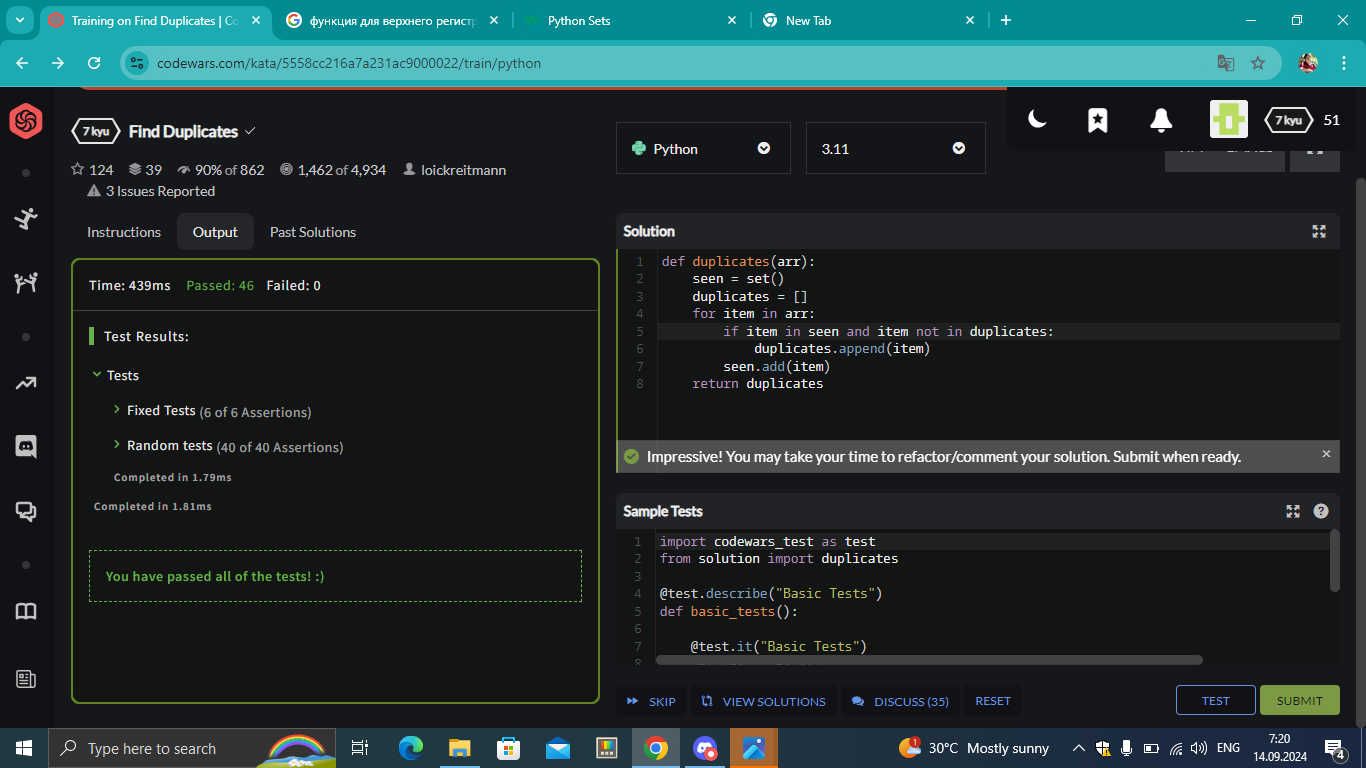 Training on Find Duplicates | Co
функция для верхнего регистр
Python Sets
New Tab
codewars.com/kata/5558cc216a7a231ac9000022/train/python
7 kyu Find Duplicates
124 39 90% of 862 1,462 of 4,934 loickreitmann
3 Issues Reported
Python
3.11
7 kyu 51
Instructions Output Past Solutions
Time: 439ms Passed: 46 Failed: 0
Test Results:
Tests
Fixed Tests (6 of 6 Assertions)
Random tests (40 of 40 Assertions)
Completed in 1.79ms
Completed in 1.81ms
You have passed all of the tests! :)
Solution
1 def duplicates(arr):
2 seen = set()
3 duplicates = []
4 for item in arr:
5 if item in seen and item not in duplicates:
6 duplicates.append(item)
7 seen.add(item)
8 return duplicates
Impressive! You may take your time to refactor/comment your solution. Submit when ready.
Sample Tests
?
1 import codewars_test as test
2 from solution import duplicates
3
4 @test.describe("Basic Tests")
5 def basic_tests():
6
7 @test.it("Basic Tests")
8
SKIP VIEW SOLUTIONS DISCUSS (35) RESET TEST SUBMIT
Type here to search
1
30°C Mostly sunny
ENG
7:20
14.09.2024
4